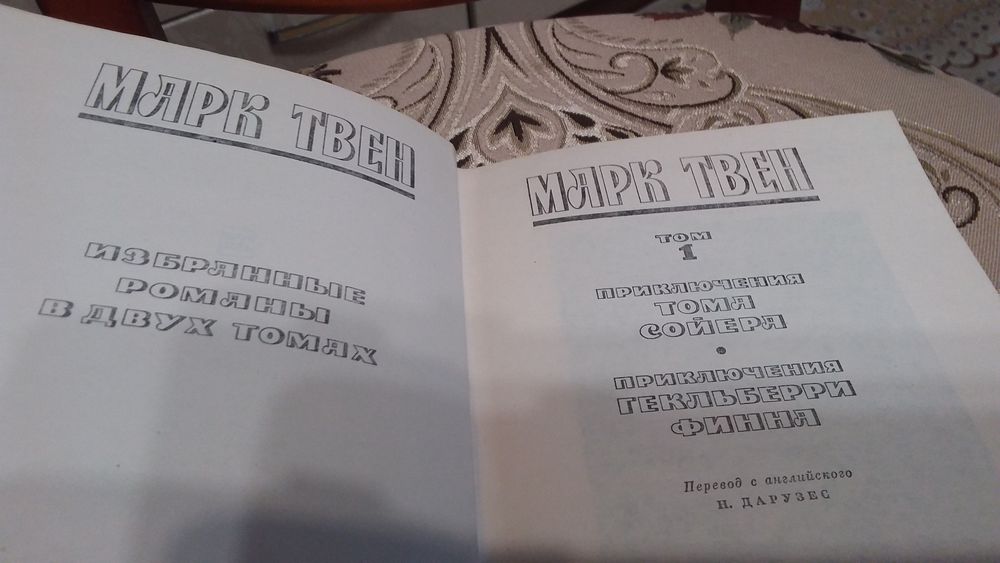 МАРК ТВЕН
ИЗБРАННЫЕ
РОМАНЫ
В ДВУХ ТОМАХ
МАРК ТВЕН
ТОМ
1
ПРИКЛЮЧЕНИЯ
ТОМА
СОЙЕРА
•
ПРИКЛЮЧЕНИЯ
ГЕКЛЬБЕРРИ
ФИННА
Перевод с английского
Н. ДАРУЗЕС